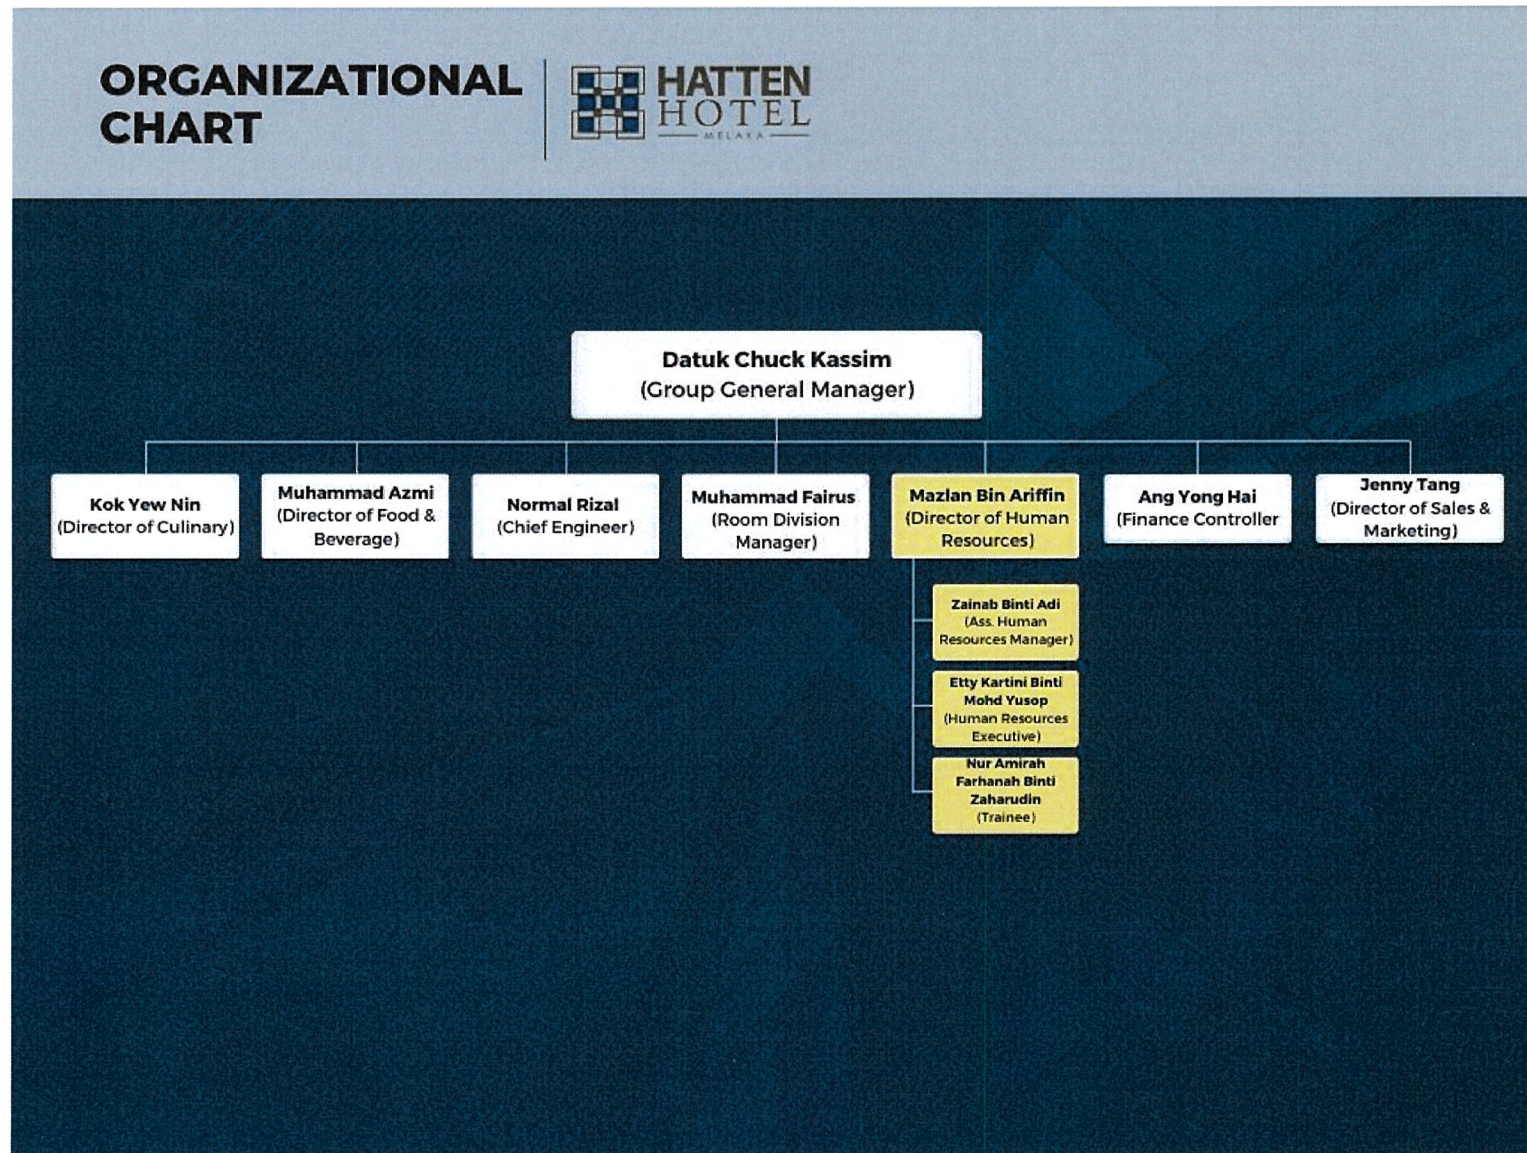 ORGANIZATIONAL
CHART
HATTEN
HOTEL
MELAKA
Datuk Chuck Kassim
(Group General Manager)
Kok Yew Nin
(Director of Culinary)
Muhammad Azmi
(Director of Food &
Beverage)
Normal Rizal
(Chief Engineer)
Muhammad Fairus
(Room Division
Manager)
Mazlan Bin Ariffin
(Director of Human
Resources)
Ang Yong Hai
(Finance Controller
Jenny Tang
(Director of Sales &
Marketing)
Zainab Binti Adi
(Ass. Human
Resources Manager)
Etty Kartini Binti
Mohd Yusop
(Human Resources
Executive)
Nur Amirah
Farhanah Binti
Zaharudin
(Trainee)